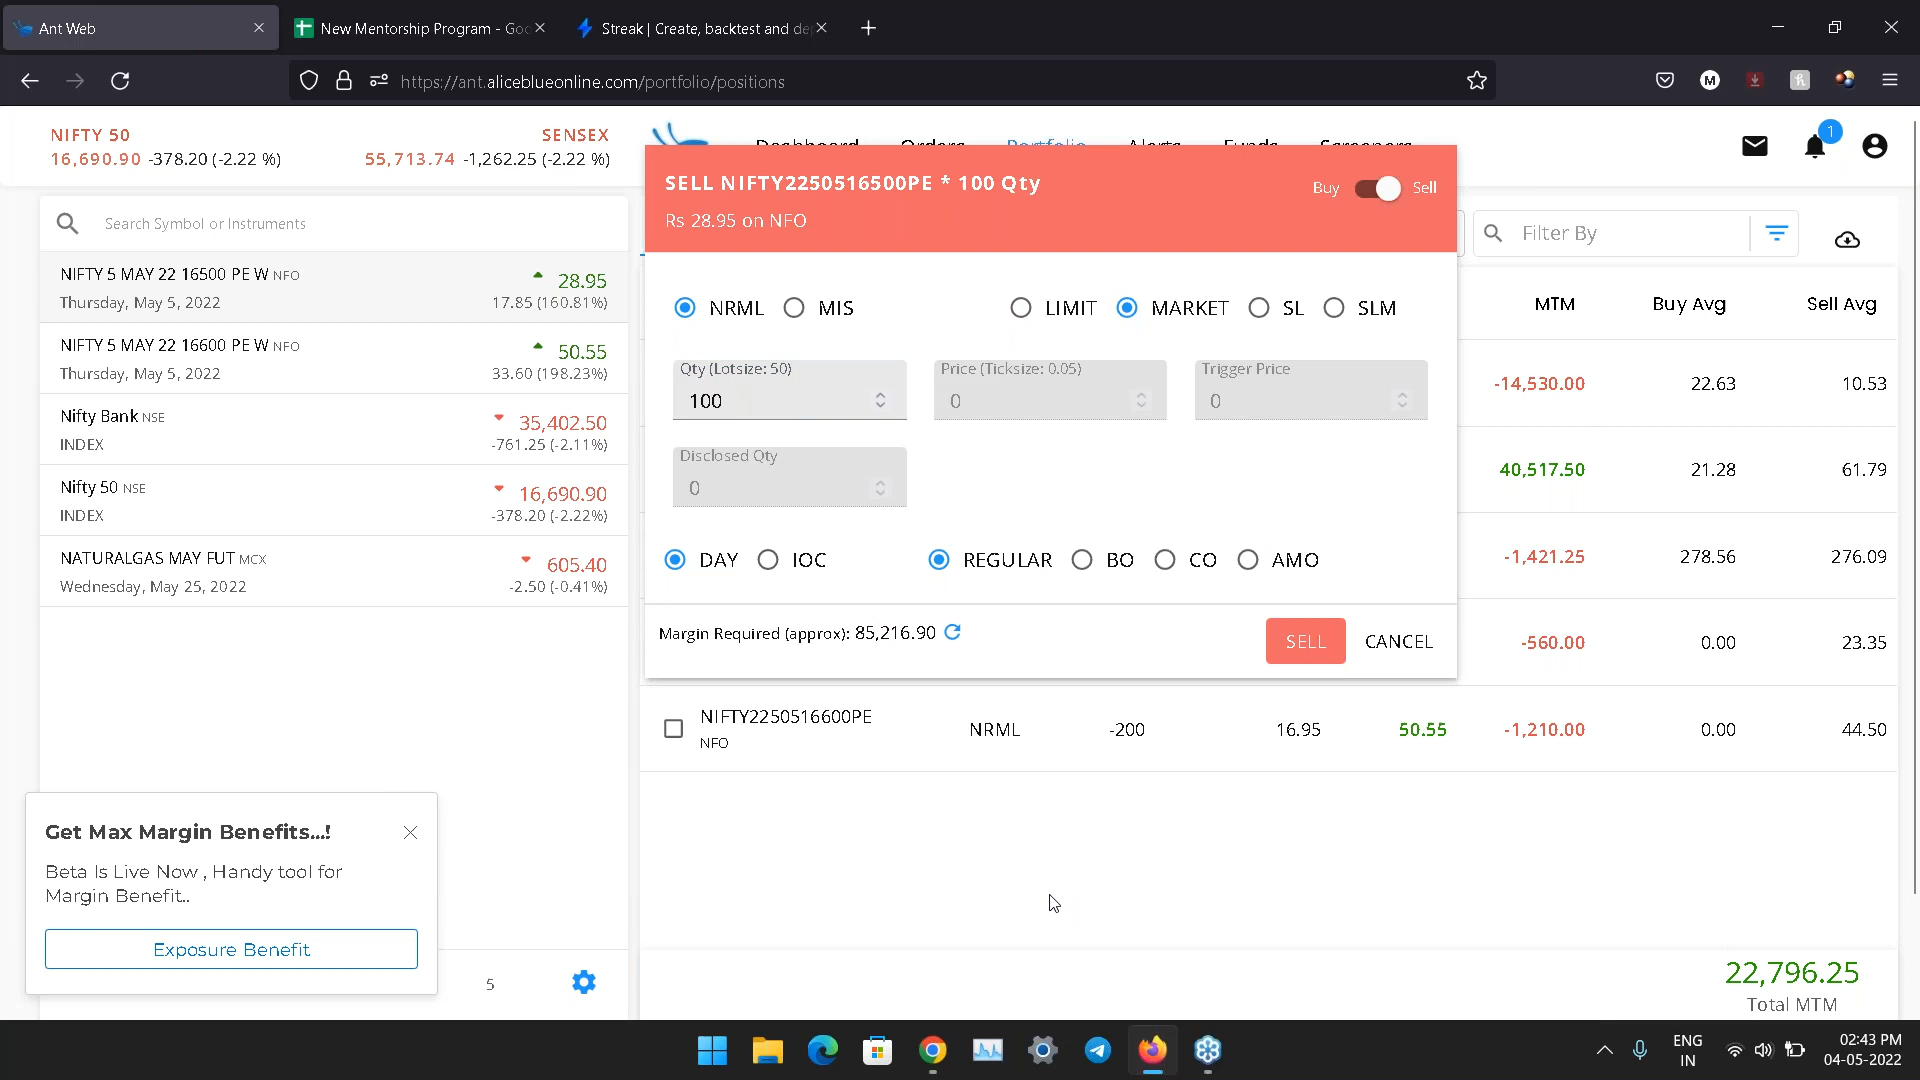 Ant Web
New Mentorship Program - Goo
Streak | Create, backtest and de
https://ant.aliceblueonline.com/portfolio/positions
M
NIFTY 50
16,690.90 -378.20 (-2.22 %)
SENSEX
55,713.74 -1,262.25 (-2.22 %)
Dashboard Orders Portfolio Alerts Funds Screeners
1
SELL NIFTY2250516500PE * 100 Qty
Buy Sell
Rs 28.95 on NFO
Search Symbol or Instruments
Filter By
NIFTY 5 MAY 22 16500 PE W NFO 28.95
Thursday, May 5, 2022 17.85 (160.81%)
NIFTY 5 MAY 22 16600 PE W NFO 50.55
Thursday, May 5, 2022 33.60 (198.23%)
Nifty Bank NSE 35,402.50
INDEX -761.25 (-2.11%)
Nifty 50 NSE 16,690.90
INDEX -378.20 (-2.22%)
NATURALGAS MAY FUT MCX 605.40
Wednesday, May 25, 2022 -2.50 (-0.41%)
NRML MIS LIMIT MARKET SL SLM
Qty (Lotsize: 50) Price (Ticksize: 0.05) Trigger Price
100 0 0
Disclosed Qty
0
DAY IOC REGULAR BO CO AMO
Margin Required (approx): 85,216.90
SELL CANCEL
MTM Buy Avg Sell Avg
-14,530.00 22.63 10.53
40,517.50 21.28 61.79
-1,421.25 278.56 276.09
-560.00 0.00 23.35
NIFTY2250516600PE
NFO
NRML -200 16.95 50.55 -1,210.00 0.00 44.50
Get Max Margin Benefits...!
Beta Is Live Now , Handy tool for
Margin Benefit..
Exposure Benefit
5
22,796.25
Total MTM
ENG
IN
02:43 PM
04-05-2022